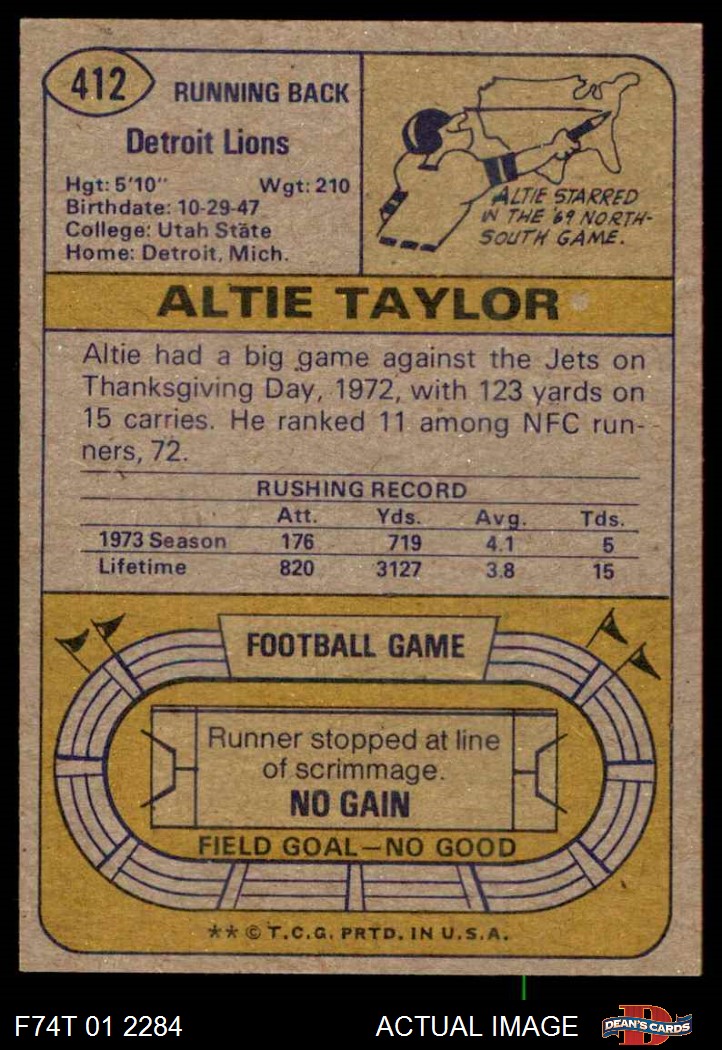 412
RUNNING BACK
Detroit Lions
Hgt: 5'10"  Wgt: 210
Birthdate: 10-29-47
College: Utah State
Home: Detroit, Mich.
ALTIE STARRED
IN THE '69 NORTH-
SOUTH GAME.
ALTIE TAYLOR
Altie had a big game against the Jets on
Thanksgiving Day, 1972, with 123 yards on
15 carries. He ranked 11 among NFC run-
ners, 72.
RUSHING RECORD
Att. Yds. Avg. Tds.
1973 Season 176 719 4.1 5
Lifetime 820 3127 3.8 15
FOOTBALL GAME
Runner stopped at line
of scrimmage.
NO GAIN
FIELD GOAL—NO GOOD
** © T.C.G. PRTD. IN U.S.A.
F74T 01 2284 ACTUAL IMAGE
D
DEAN'S CARDS